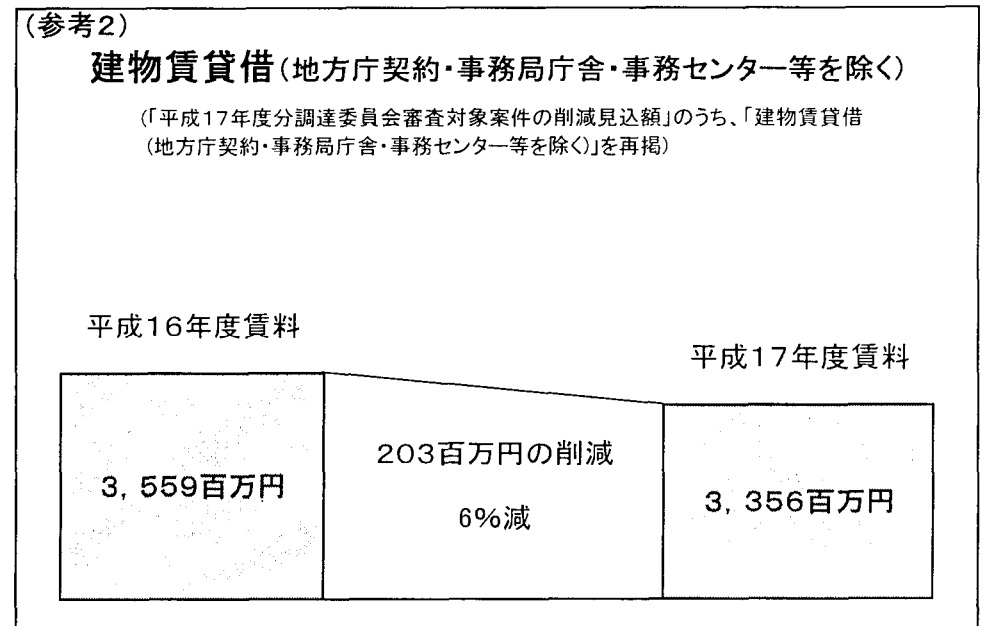 (参考2)
建物賃貸借(地方庁契約・事務局庁舎・事務センター等を除く)
(「平成17年度分調達委員会審査対象案件の削減見込額」のうち、「建物賃貸借
(地方庁契約・事務局庁舎・事務センター等を除く)」を再掲)
平成16年度賃料
平成17年度賃料
3,559百万円
203百万円の削減
6%減
3,356百万円